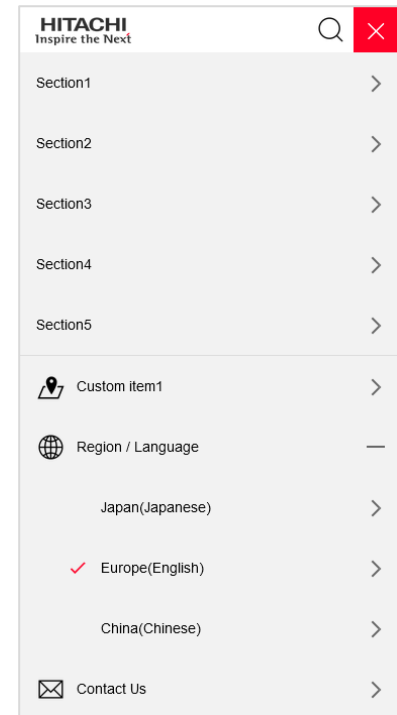 HITACHI
Inspire the Next
Section1
Section2
Section3
Section4
Section5
Custom item1
Region / Language
Japan(Japanese)
Europe(English)
China(Chinese)
Contact Us